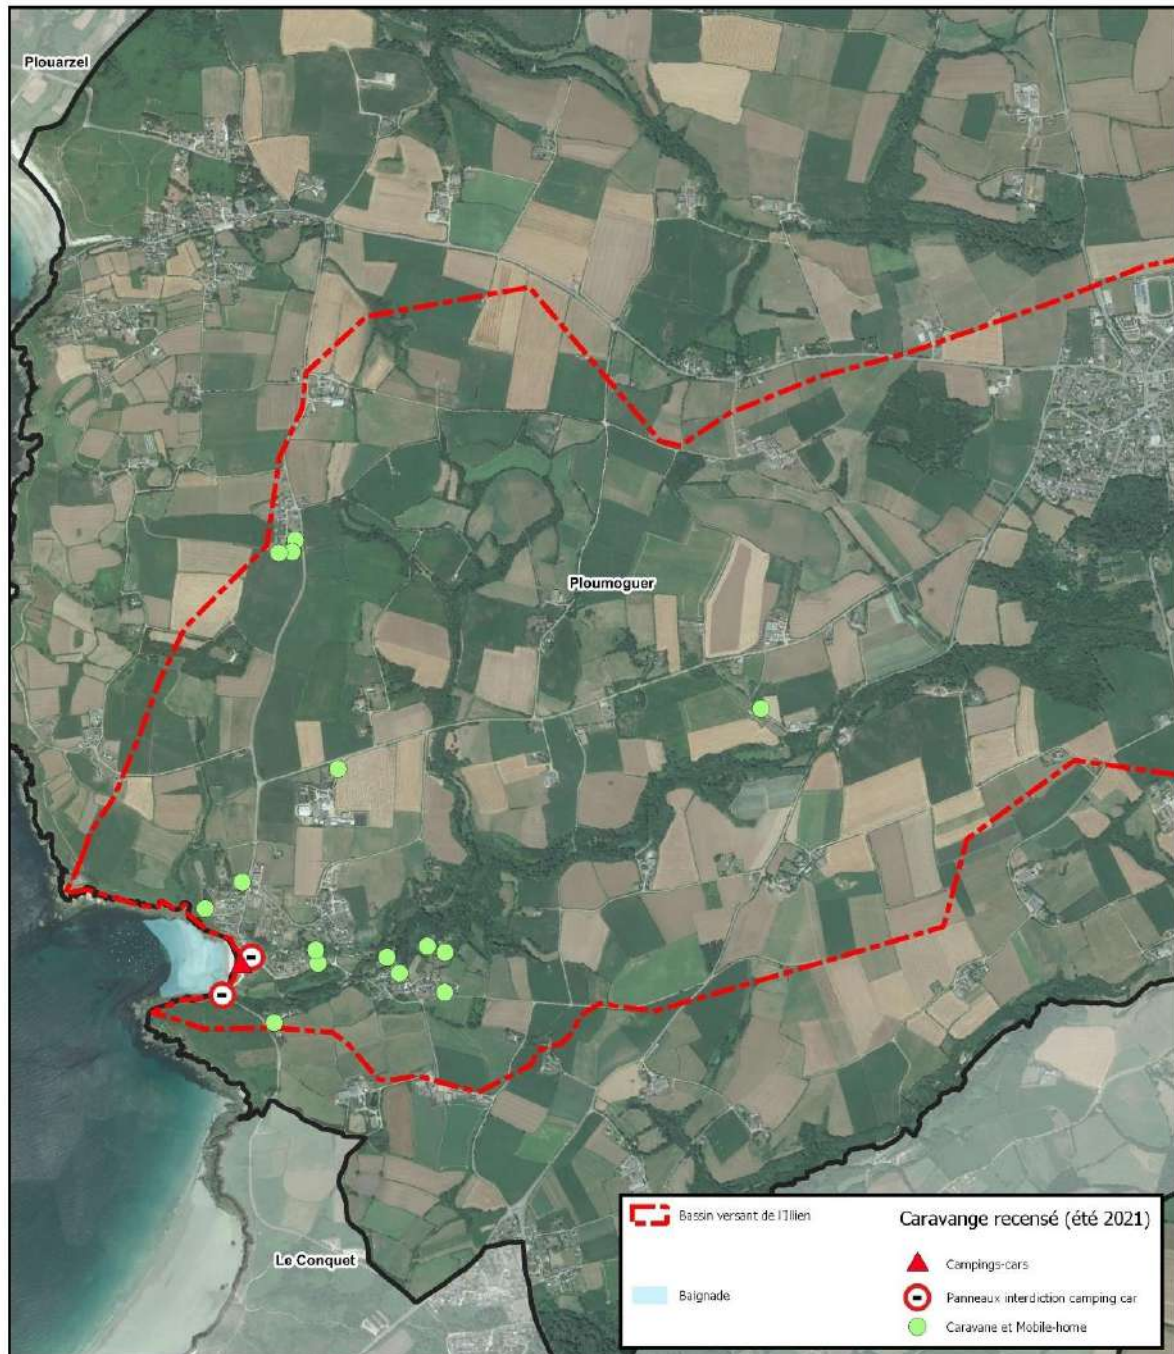 Plouarzel
Ploumoguer
Le Conquet
Bassin versant de l'Illien
Baignade
Caravange recensé (été 2021)
Campings-cars
Panneaux interdiction camping car
Caravane et Mobile-home